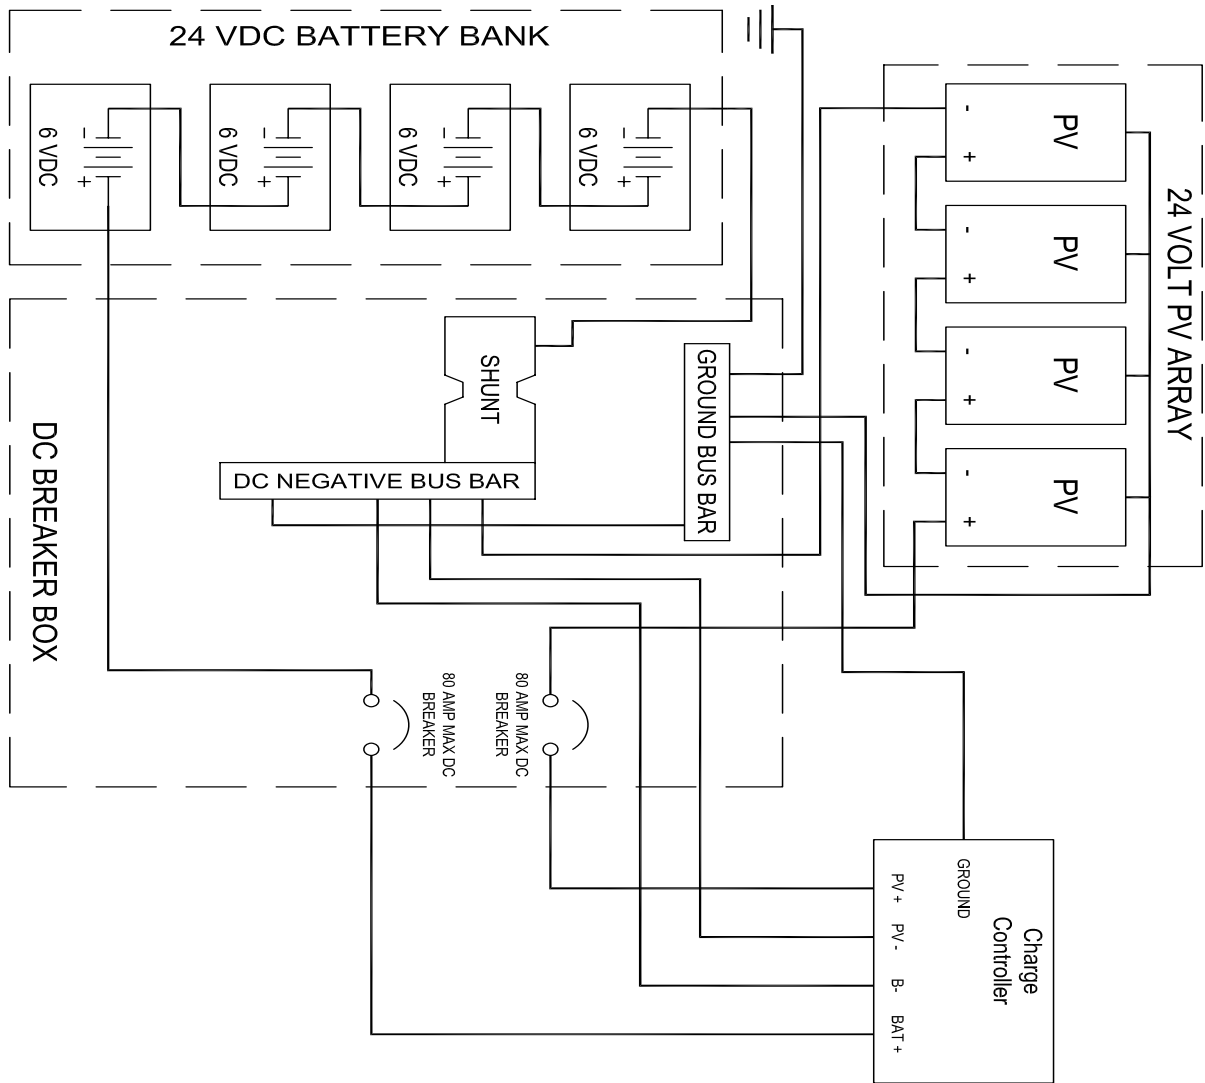 24 VDC BATTERY BANK
-
+
6 VDC
-
+
6 VDC
-
+
6 VDC
-
+
6 VDC
24 VOLT PV ARRAY
-
+
PV
-
+
PV
-
+
PV
-
+
PV
SHUNT
GROUND BUS BAR
DC NEGATIVE BUS BAR
DC BREAKER BOX
80 AMP MAX DC
BREAKER
80 AMP MAX DC
BREAKER
Charge
Controller
GROUND
PV +
PV -
B-
BAT +